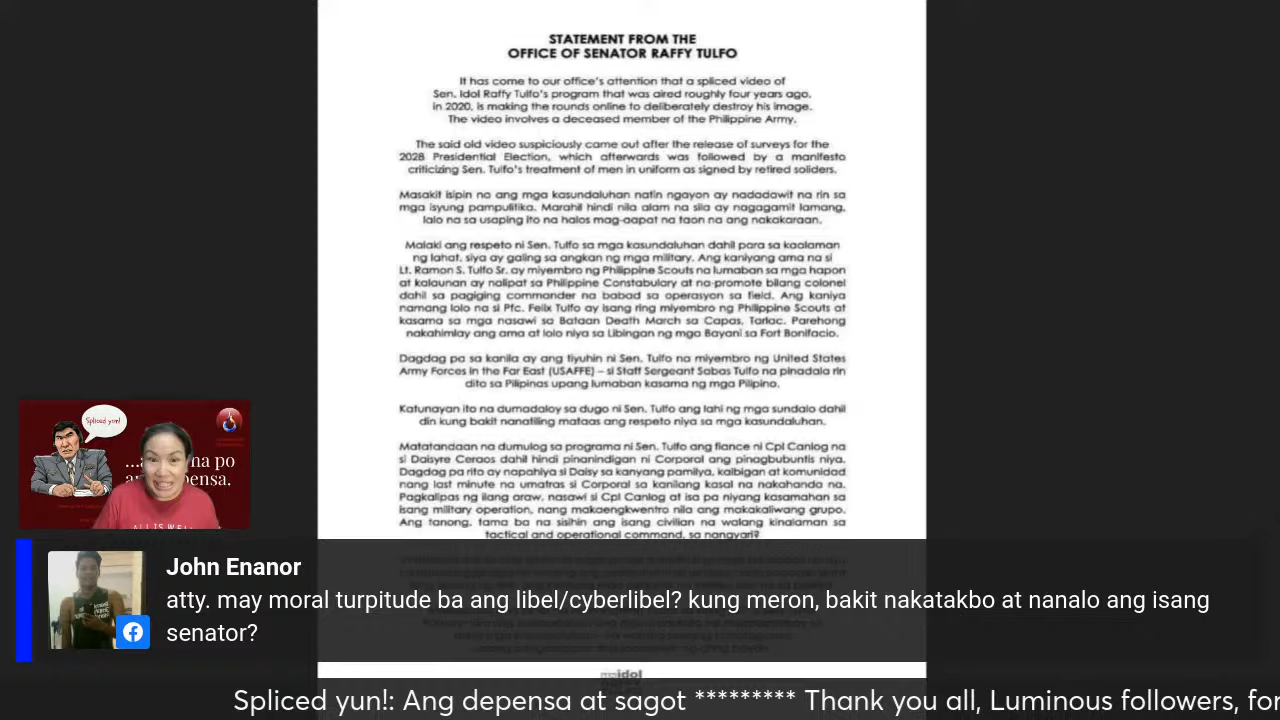 STATEMENT FROM THE
OFFICE OF SENATOR RAFFY TULFO
It has come to our office's attention that a spliced video of
Sen. Idol Raffy Tulfo's program that was aired roughly four years ago,
in 2020, is making the rounds online to deliberately destroy his image.
The video involves a deceased member of the Philippine Army.
The said old video suspiciously came out after the release of surveys for the
2028 Presidential Election, which afterwards was followed by a manifesto
criticizing Sen. Tulfo's treatment of men in uniform as signed by retired soliders.
Masakit isipin na ang mga kasundaluhan natin ngayon ay nadadawit na rin sa
mga isyung pampulitika. Marahil hindi nila alam na sila ay nagagamit lamang,
lalo na sa usaping ito na halos mag-aapat na taon na ang nakakaraan.
Malaki ang respeto ni Sen. Tulfo sa mga kasundaluhan dahil para sa kaalaman
ng lahat, siya ay galing sa angkan ng mga military. Ang kaniyang ama na si
Lt. Ramon S. Tulfo Sr. ay miyembro ng Philippine Scouts na lumaban sa mga hapon
at kalaunan ay nalipat sa Philippine Constabulary at na-promote bilang colonel
dahil sa pagiging commander na babad sa operasyon sa field. Ang kaniya
namang lolo na si Pfc. Felix Tulfo ay isang ring miyembro ng Philippine Scouts at
kasama sa mga nasawi sa Bataan Death March sa Capas, Tarlac. Parehong
nakahimlay ang ama at lolo niya sa Libingan ng mga Bayani sa Fort Bonifacio.
Dagdag pa sa kanila ay ang tiyuhin ni Sen. Tulfo na miyembro ng United States
Army Forces in the Far East (USAFFE) – si Staff Sergeant Sabas Tulfo na pinadala rin
dito sa Pilipinas upang lumaban kasama ng mga Pilipino.
Katunayan ito na dumadaloy sa dugo ni Sen. Tulfo ang lahi ng mga sundalo dahil
din kung bakit nanatiling mataas ang respeto niya sa mga kasundaluhan.
Matatandaan na dumulog sa programa ni Sen. Tulfo ang fiance ni Cpl Canlog na
si Daisyre Ceraos dahil hindi pinanindigan ni Corporal ang pinagbubuntis niya.
Dagdag pa rito ay napahiya si Daisy sa kanyang pamilya, kaibigan at komunidad
nang last minute na umatras si Corporal sa kanilang kasal na nakahanda na.
Pagkalipas ng ilang araw, nasawi si Cpl Canlog at isa pa niyang kasamahan sa
isang military operation, nang makaengkwentro nila ang makakaliwang grupo.
Ang tanong, tama ba na sisihin ang isang civilian na walang kinalaman sa
tactical and operational command, sa nangyari?
Spliced yun!
John Enanor
atty. may moral turpitude ba ang libel/cyberlibel? kung meron, bakit nakatakbo at nanalo ang isang
senator?
idol
Spliced yun!: Ang depensa at sagot ********* Thank you all, Luminous followers, for